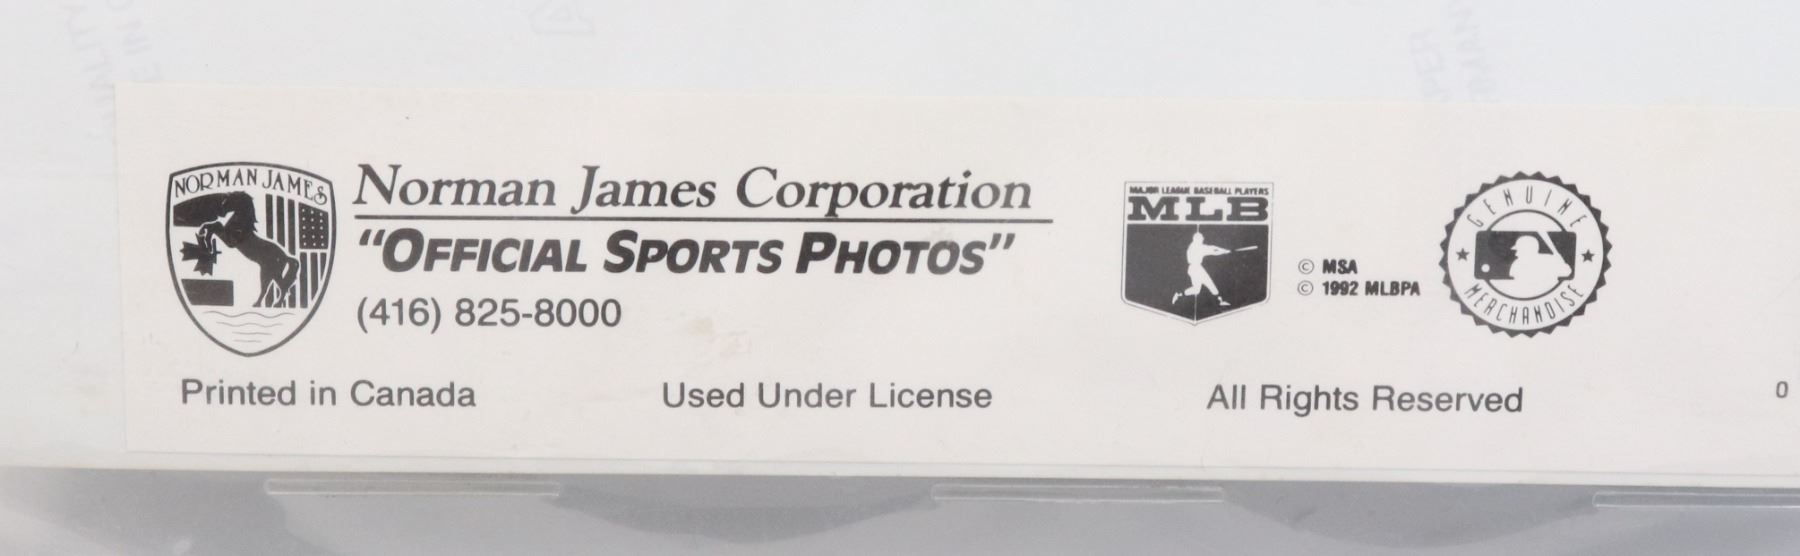 NORMAN JAMES
Norman James Corporation
"OFFICIAL SPORTS PHOTOS"
(416) 825-8000
MAJOR LEAGUE BASEBALL PLAYERS
MLB
© MSA
© 1992 MLBPA
GENUINE
MERCHANDISE
Printed in Canada
Used Under License
All Rights Reserved
0